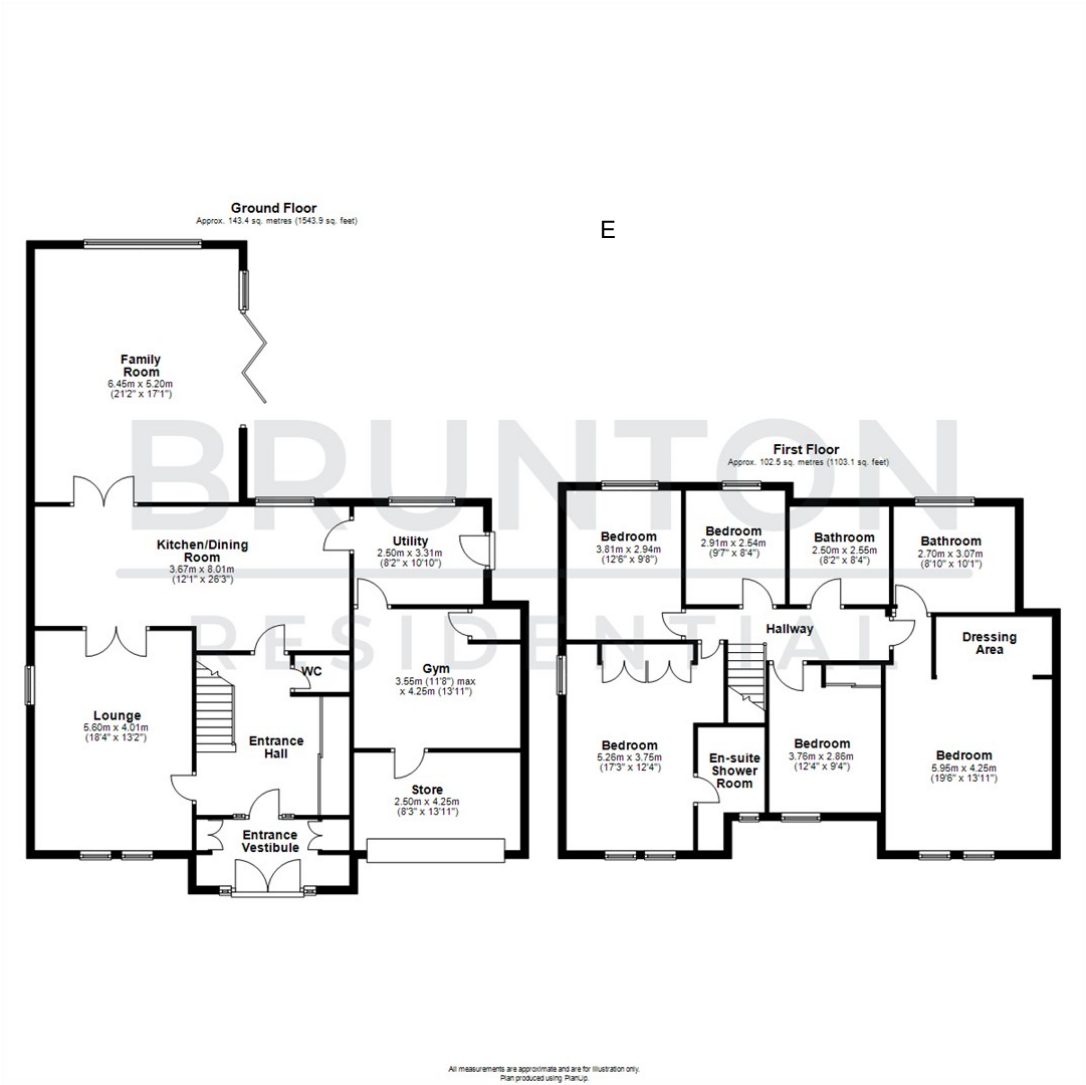 Ground Floor
Approx. 143.4 sq. metres (1543.9 sq. feet)
E
Family
Room
6.45m x 5.20m
(21'2" x 17'1")
BRUNTON
RESIDENTIAL
Kitchen/Dining
Room
3.67m x 8.01m
(12'1" x 26'3")
Utility
2.50m x 3.31m
(8'2" x 10'10")
WC
Gym
3.55m (11'8") max
x 4.25m (13'11")
Lounge
5.60m x 4.01m
(18'4" x 13'2")
Entrance
Hall
Store
2.50m x 4.25m
(8'3" x 13'11")
Entrance
Vestibule
First Floor
Approx. 102.5 sq. metres (1103.1 sq. feet)
Bedroom
3.81m x 2.94m
(12'6" x 9'8")
Bedroom
2.91m x 2.54m
(9'7" x 8'4")
Bathroom
2.50m x 2.55m
(8'2" x 8'4")
Bathroom
2.70m x 3.07m
(8'10" x 10'1")
Hallway
Dressing
Area
Bedroom
5.26m x 3.75m
(17'3" x 12'4")
En-suite
Shower
Room
Bedroom
3.76m x 2.86m
(12'4" x 9'4")
Bedroom
5.95m x 4.25m
(19'6" x 13'11")
All measurements are approximate and are for illustration only.
Plan produced using PlanUp.